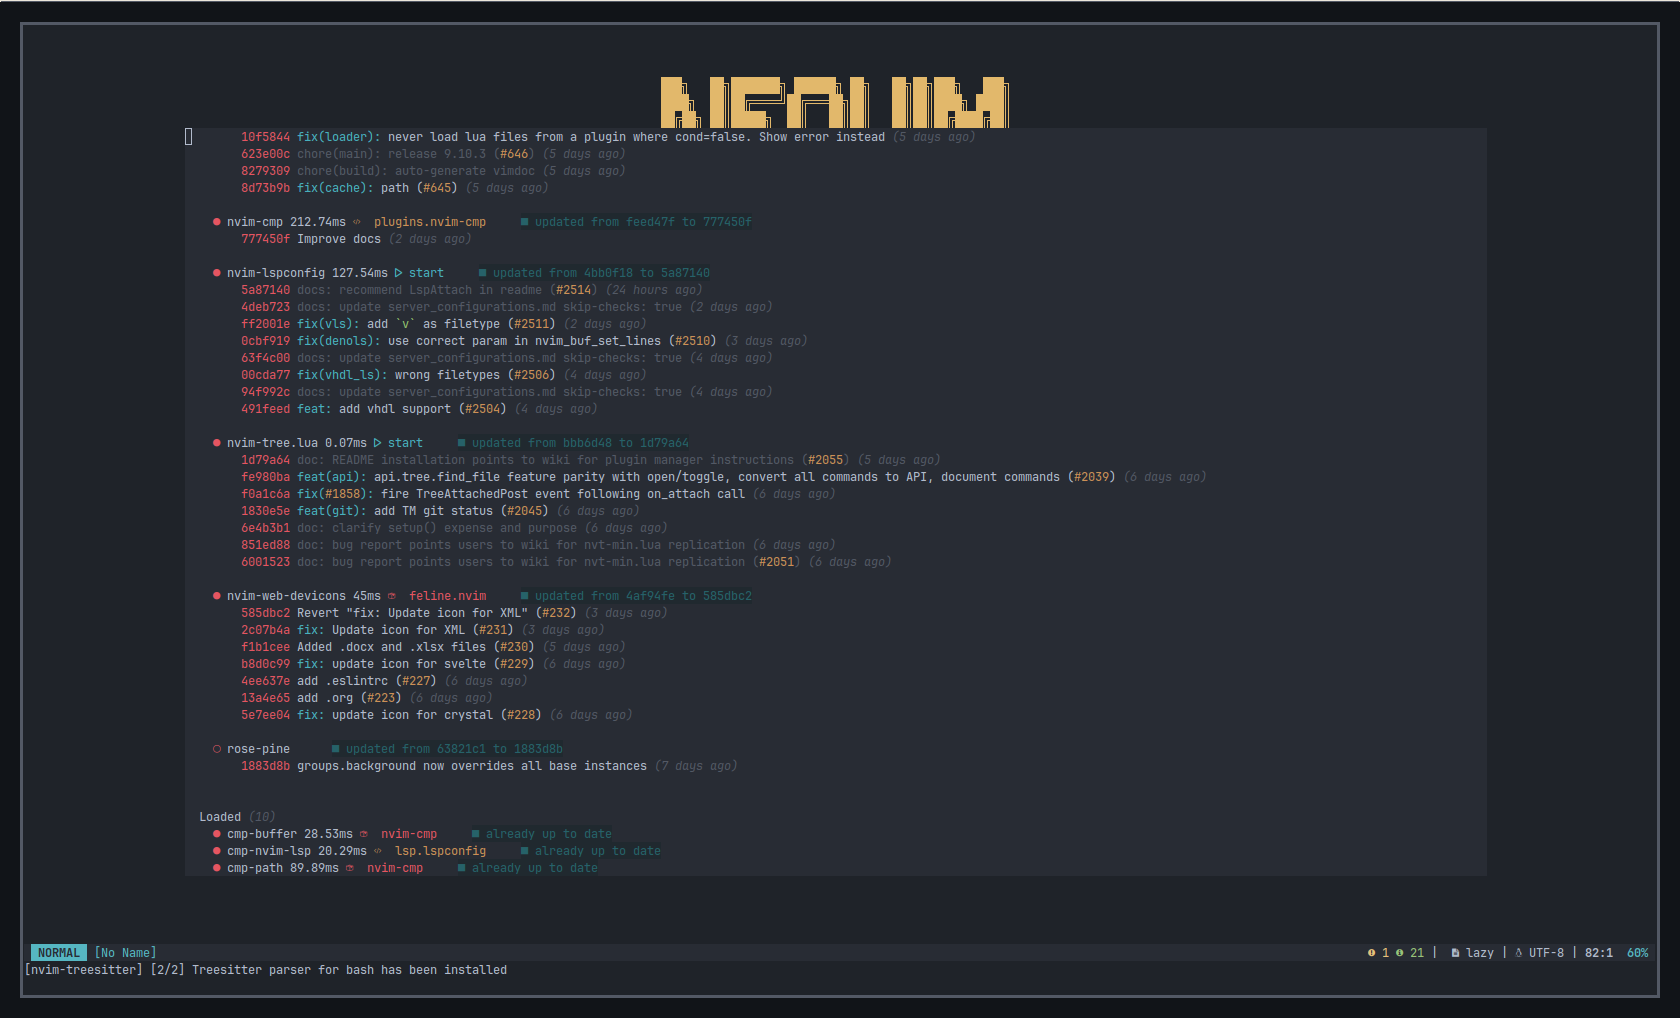 NEOVIM
10f5844 fix(loader): never load lua files from a plugin where cond=false. Show error instead (5 days ago)
623e00c chore(main): release 9.10.3 (#646) (5 days ago)
8279309 chore(build): auto-generate vimdoc (5 days ago)
8d73b9b fix(cache): path (#645) (5 days ago)
● nvim-cmp 212.74ms </> plugins.nvim-cmp ■ updated from feed47f to 777450f
777450f Improve docs (2 days ago)
● nvim-lspconfig 127.54ms ▷ start ■ updated from 4bb0f18 to 5a87140
5a87140 docs: recommend LspAttach in readme (#2514) (24 hours ago)
4deb723 docs: update server_configurations.md skip-checks: true (2 days ago)
ff2001e fix(vls): add `v` as filetype (#2511) (2 days ago)
0cbf919 fix(denols): use correct param in nvim_buf_set_lines (#2510) (3 days ago)
63f4c00 docs: update server_configurations.md skip-checks: true (4 days ago)
00cda77 fix(vhdl_ls): wrong filetypes (#2506) (4 days ago)
94f992c docs: update server_configurations.md skip-checks: true (4 days ago)
491feed feat: add vhdl support (#2504) (4 days ago)
● nvim-tree.lua 0.07ms ▷ start ■ updated from bbb6d48 to 1d79a64
1d79a64 doc: README installation points to wiki for plugin manager instructions (#2055) (5 days ago)
fe980ba feat(api): api.tree.find_file feature parity with open/toggle, convert all commands to API, document commands (#2039) (6 days ago)
f0a1c6a fix(#1858): fire TreeAttachedPost event following on_attach call (6 days ago)
1830e5e feat(git): add TM git status (#2045) (6 days ago)
6e4b3b1 doc: clarify setup() expense and purpose (6 days ago)
851ed88 doc: bug report points users to wiki for nvt-min.lua replication (6 days ago)
6001523 doc: bug report points users to wiki for nvt-min.lua replication (#2051) (6 days ago)
● nvim-web-devicons 45ms feline.nvim ■ updated from 4af94fe to 585dbc2
585dbc2 Revert "fix: Update icon for XML" (#232) (3 days ago)
2c07b4a fix: Update icon for XML (#231) (3 days ago)
f1b1cee Added .docx and .xlsx files (#230) (5 days ago)
b8d0c99 fix: update icon for svelte (#229) (6 days ago)
4ee637e add .eslintrc (#227) (6 days ago)
13a4e65 add .org (#223) (6 days ago)
5e7ee04 fix: update icon for crystal (#228) (6 days ago)
○ rose-pine ■ updated from 63821c1 to 1883d8b
1883d8b groups.background now overrides all base instances (7 days ago)
Loaded (10)
● cmp-buffer 28.53ms nvim-cmp ■ already up to date
● cmp-nvim-lsp 20.29ms </> lsp.lspconfig ■ already up to date
● cmp-path 89.89ms nvim-cmp ■ already up to date
NORMAL [No Name] 1 21 | lazy | UTF-8 | 82:1 60%
[nvim-treesitter] [2/2] Treesitter parser for bash has been installed